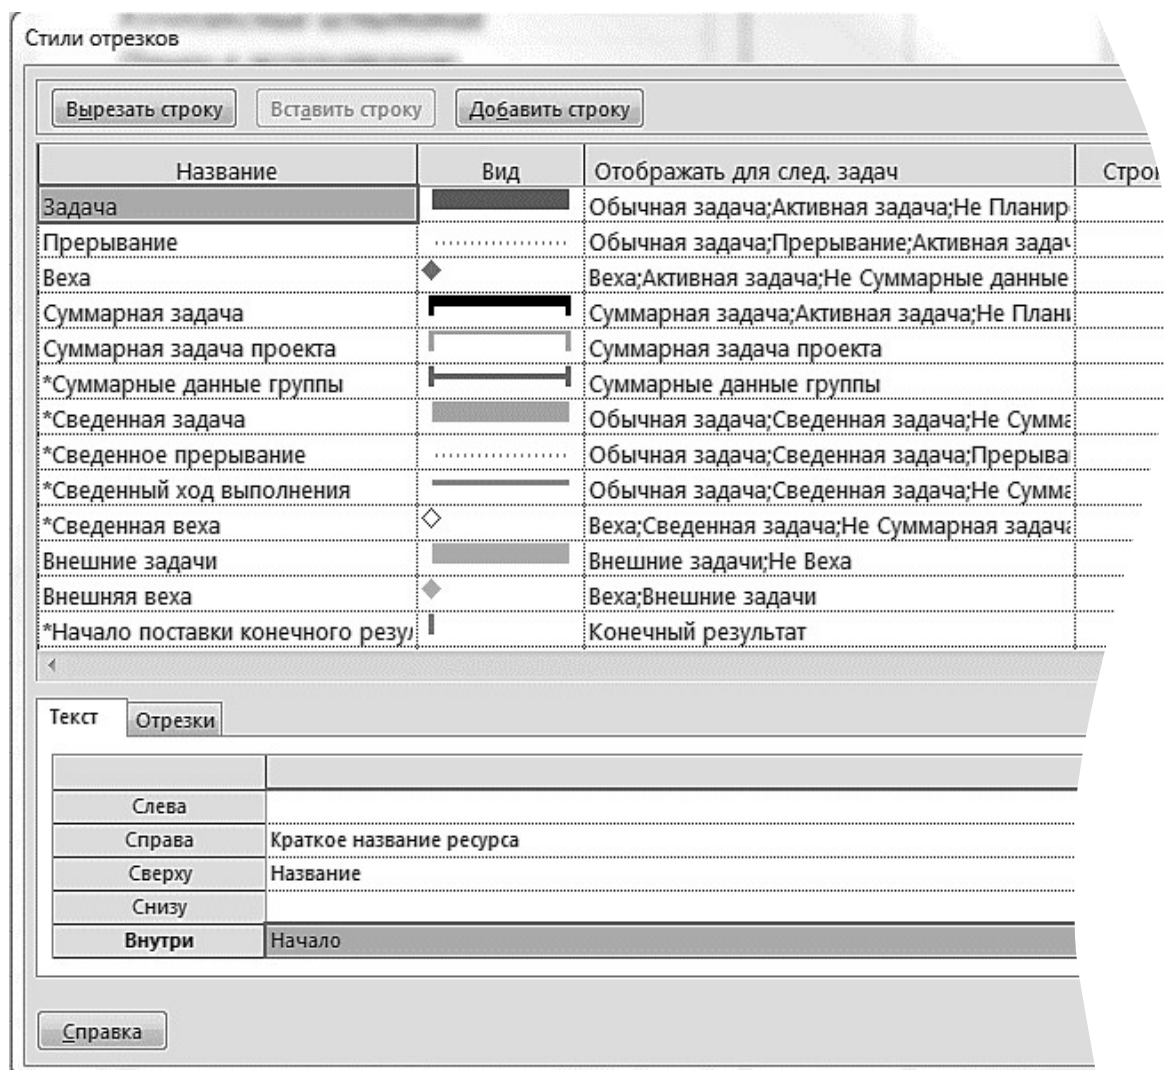 Стили отрезков
Вырезать строку Вставить строку Добавить строку
Название Вид Отображать для след. задач
Задача Обычная задача;Активная задача;Не Планир
Прерывание Обычная задача;Прерывание;Активная задач
Веха Веха;Активная задача;Не Суммарные данные
Суммарная задача Суммарная задача;Активная задача;Не Плани
Суммарная задача проекта Суммарная задача проекта
*Суммарные данные группы Суммарные данные группы
*Сведенная задача Обычная задача;Сведенная задача;Не Сумма
*Сведенное прерывание Обычная задача;Сведенная задача;Прерыва
*Сведенный ход выполнения Обычная задача;Сведенная задача;Не Сумма
*Сведенная веха Веха;Сведенная задача;Не Суммарная задача
Внешние задачи Внешние задачи;Не Веха
Внешняя веха Веха;Внешние задачи
*Начало поставки конечного резул Конечный результат
Текст Отрезки
Слева
Справа Краткое название ресурса
Сверху Название
Снизу
Внутри Начало
Справка